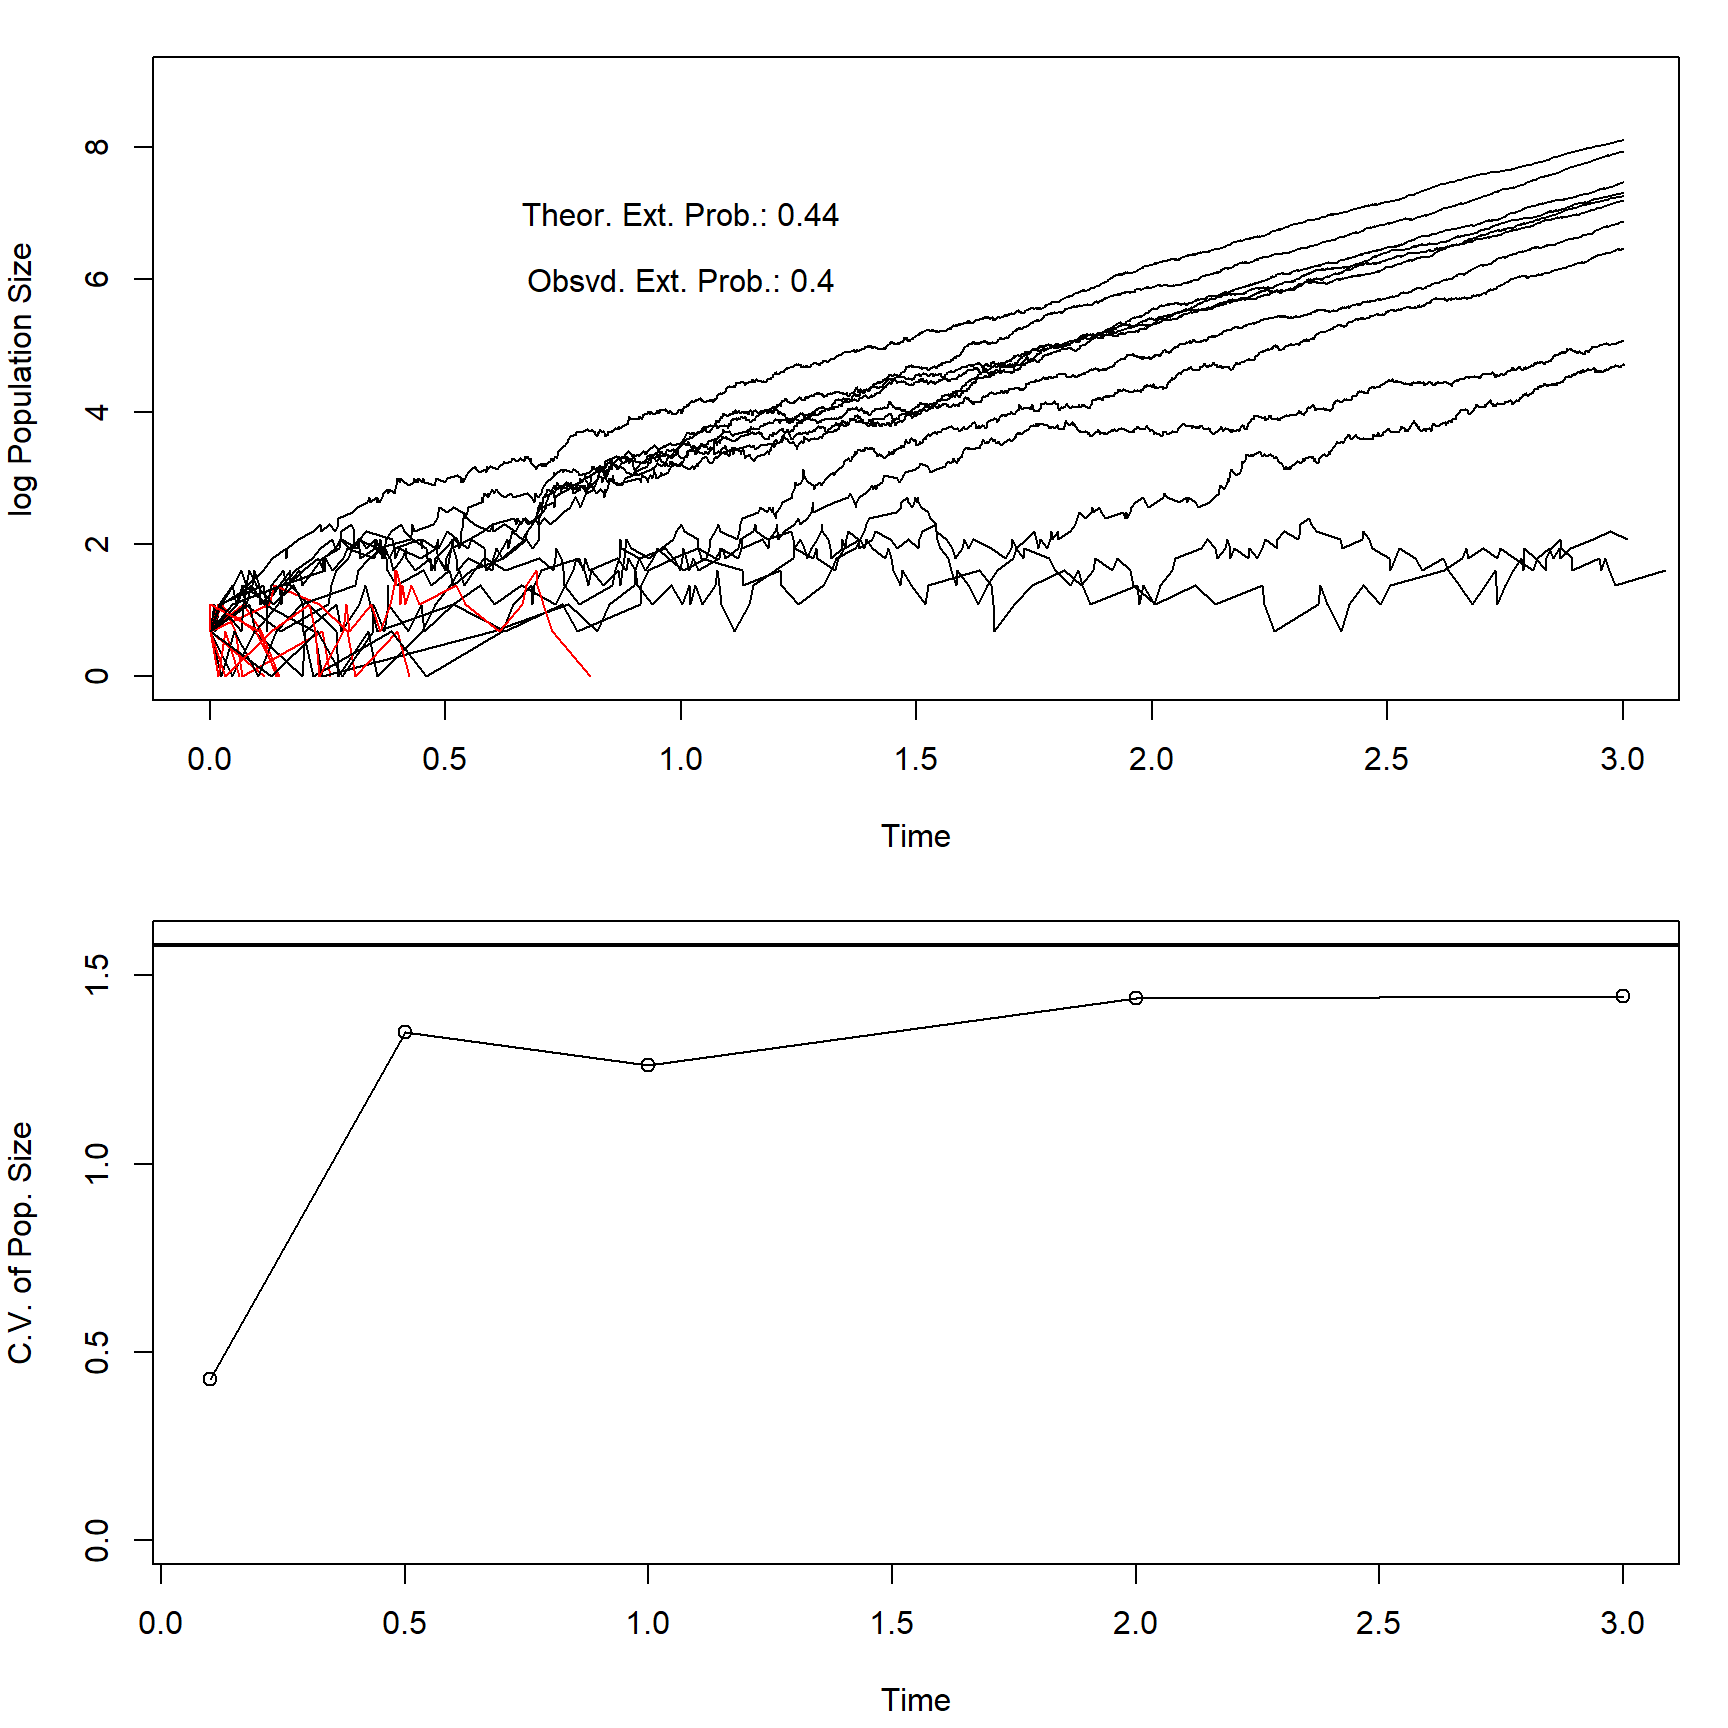 log Population Size
8
6
4
2
0
Theor. Ext. Prob.: 0.44
Obsvd. Ext. Prob.: 0.4
0.0 0.5 1.0 1.5 2.0 2.5 3.0
Time
C.V. of Pop. Size
1.5
1.0
0.5
0.0
0.0 0.5 1.0 1.5 2.0 2.5 3.0
Time